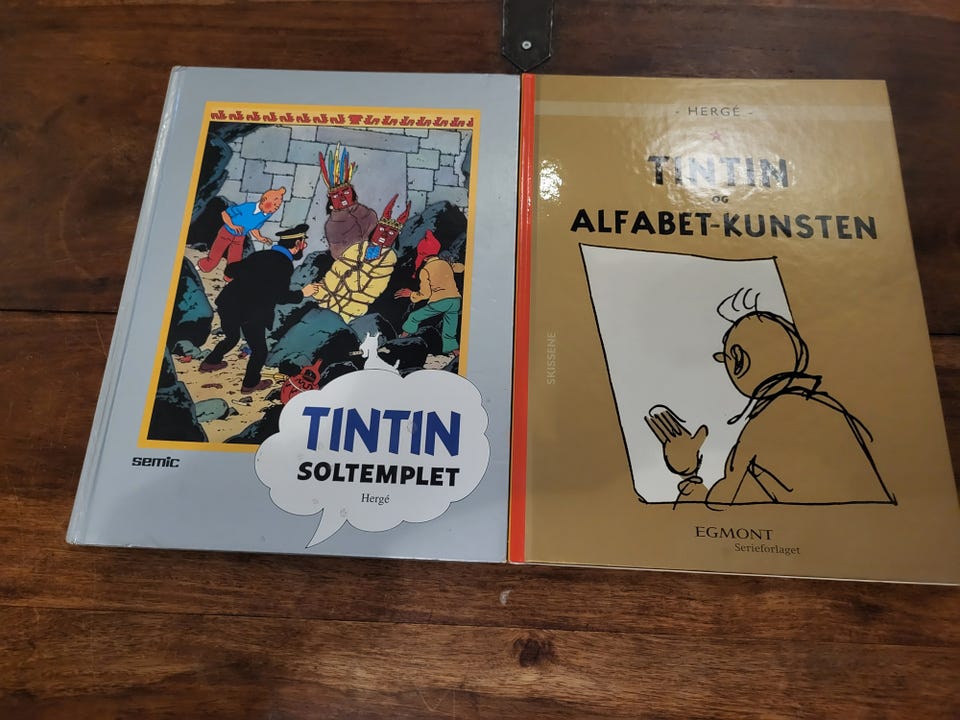 semic
TINTIN
SOLTEMPLET
Hergé
- HERGÉ -
TINTIN
OG
ALFABET-KUNSTEN
SKISSENE
EGMONT
Serieforlaget